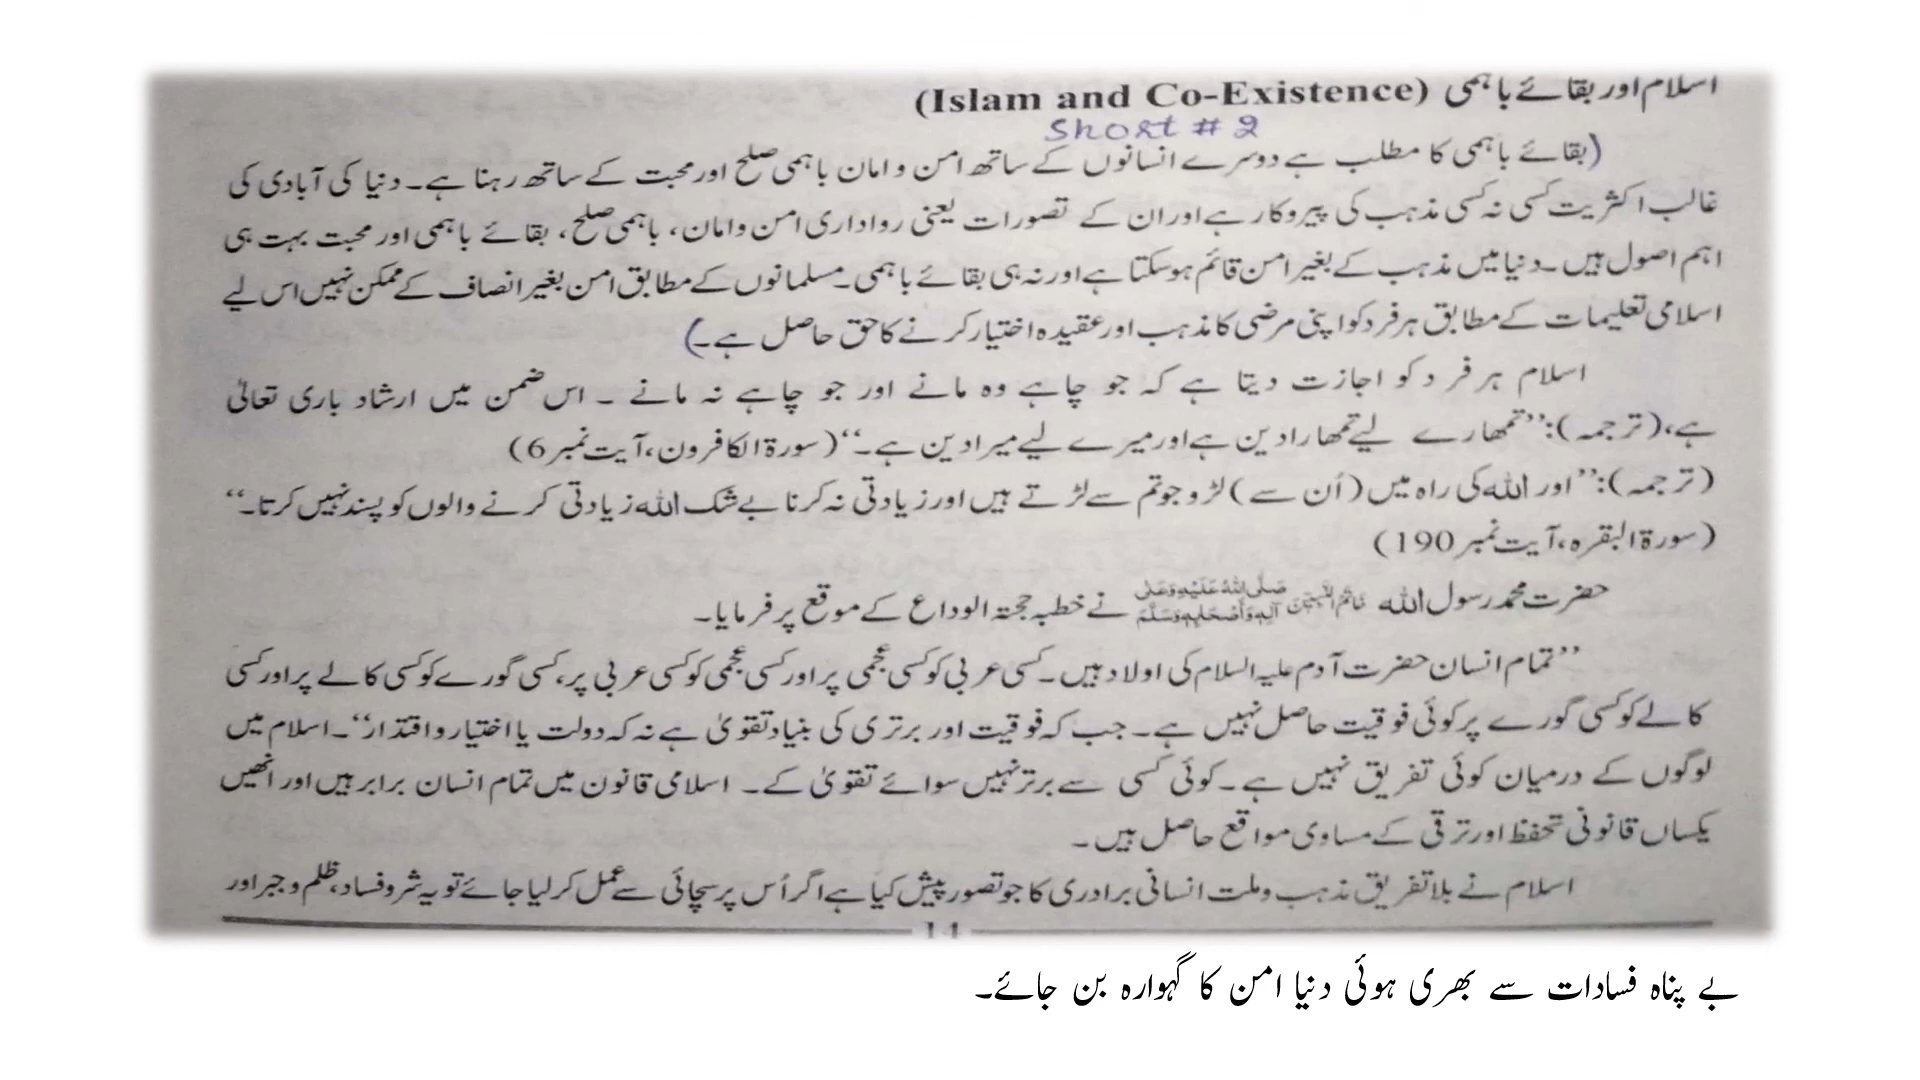 اسلام اور بقائے باہمی (Islam and Co-Existence)
Short # 2
(بقائے باہمی کا مطلب ہے دوسرے انسانوں کے ساتھ امن و امان باہمی صلح اور محبت کے ساتھ رہنا ہے۔ دنیا کی آبادی کی
غالب اکثریت کسی نہ کسی مذہب کی پیروکار ہے اور ان کے تصورات یعنی رواداری امن و امان، باہمی صلح، بقائے باہمی اور محبت بہت ہی
اہم اصول ہیں۔ دنیا میں مذہب کے بغیر امن قائم ہو سکتا ہے اور نہ ہی بقائے باہمی۔ مسلمانوں کے مطابق امن بغیر انصاف کے ممکن نہیں اس لیے
اسلامی تعلیمات کے مطابق ہر فرد کو اپنی مرضی کا مذہب اور عقیدہ اختیار کرنے کا حق حاصل ہے۔)
اسلام ہر فرد کو اجازت دیتا ہے کہ جو چاہے وہ مانے اور جو چاہے نہ مانے ۔ اس ضمن میں ارشاد باری تعالیٰ
ہے، (ترجمہ): ’’تمھارے لیے تمھارا دین ہے اور میرے لیے میرا دین ہے۔‘‘ (سورۃ الکافرون، آیت نمبر 6)
(ترجمہ): ’’اور اللہ کی راہ میں (اُن سے) لڑو جو تم سے لڑتے ہیں اور زیادتی نہ کرنا بے شک اللہ زیادتی کرنے والوں کو پسند نہیں کرتا۔‘‘
(سورۃ البقرہ، آیت نمبر 190)
حضرت محمد رسول اللہ خَاتَمُ النَّبِیّٖنَ صَلَّی اللہُ عَلَیْہِ وَعَلٰی آلِہٖ وَاَصْحَابِہٖ وَسَلَّمَ نے خطبہ حجۃ الوداع کے موقع پر فرمایا۔
’’تمام انسان حضرت آدم علیہ السلام کی اولاد ہیں۔ کسی عربی کو کسی عجمی پر اور کسی عجمی کو کسی عربی پر، کسی گورے کو کسی کالے پر اور کسی
کالے کو کسی گورے پر کوئی فوقیت حاصل نہیں ہے۔ جب کہ فوقیت اور برتری کی بنیاد تقویٰ ہے نہ کہ دولت یا اختیار و اقتدار‘‘۔ اسلام میں
لوگوں کے درمیان کوئی تفریق نہیں ہے۔ کوئی کسی سے برتر نہیں سوائے تقویٰ کے۔ اسلامی قانون میں تمام انسان برابر ہیں اور انھیں
یکساں قانونی تحفظ اور ترقی کے مساوی مواقع حاصل ہیں۔
اسلام نے بلا تفریق مذہب و ملت انسانی برادری کا جو تصور پیش کیا ہے اگر اُس پر سچائی سے عمل کر لیا جائے تو یہ شر و فساد، ظلم و جبر اور
14
بے پناہ فسادات سے بھری ہوئی دنیا امن کا گہوارہ بن جائے۔